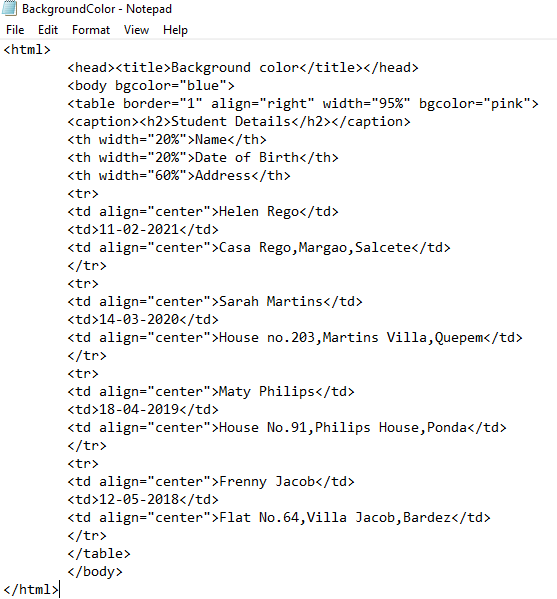 BackgroundColor - Notepad
File Edit Format View Help
<html>
<head><title>Background color</title></head>
<body bgcolor="blue">
<table border="1" align="right" width="95%" bgcolor="pink">
<caption><h2>Student Details</h2></caption>
<th width="20%">Name</th>
<th width="20%">Date of Birth</th>
<th width="60%">Address</th>
<tr>
<td align="center">Helen Rego</td>
<td>11-02-2021</td>
<td align="center">Casa Rego,Margao,Salcete</td>
</tr>
<tr>
<td align="center">Sarah Martins</td>
<td>14-03-2020</td>
<td align="center">House no.203,Martins Villa,Quepem</td>
</tr>
<tr>
<td align="center">Maty Philips</td>
<td>18-04-2019</td>
<td align="center">House No.91,Philips House,Ponda</td>
</tr>
<tr>
<td align="center">Frenny Jacob</td>
<td>12-05-2018</td>
<td align="center">Flat No.64,Villa Jacob,Bardez</td>
</tr>
</table>
</body>
</html>